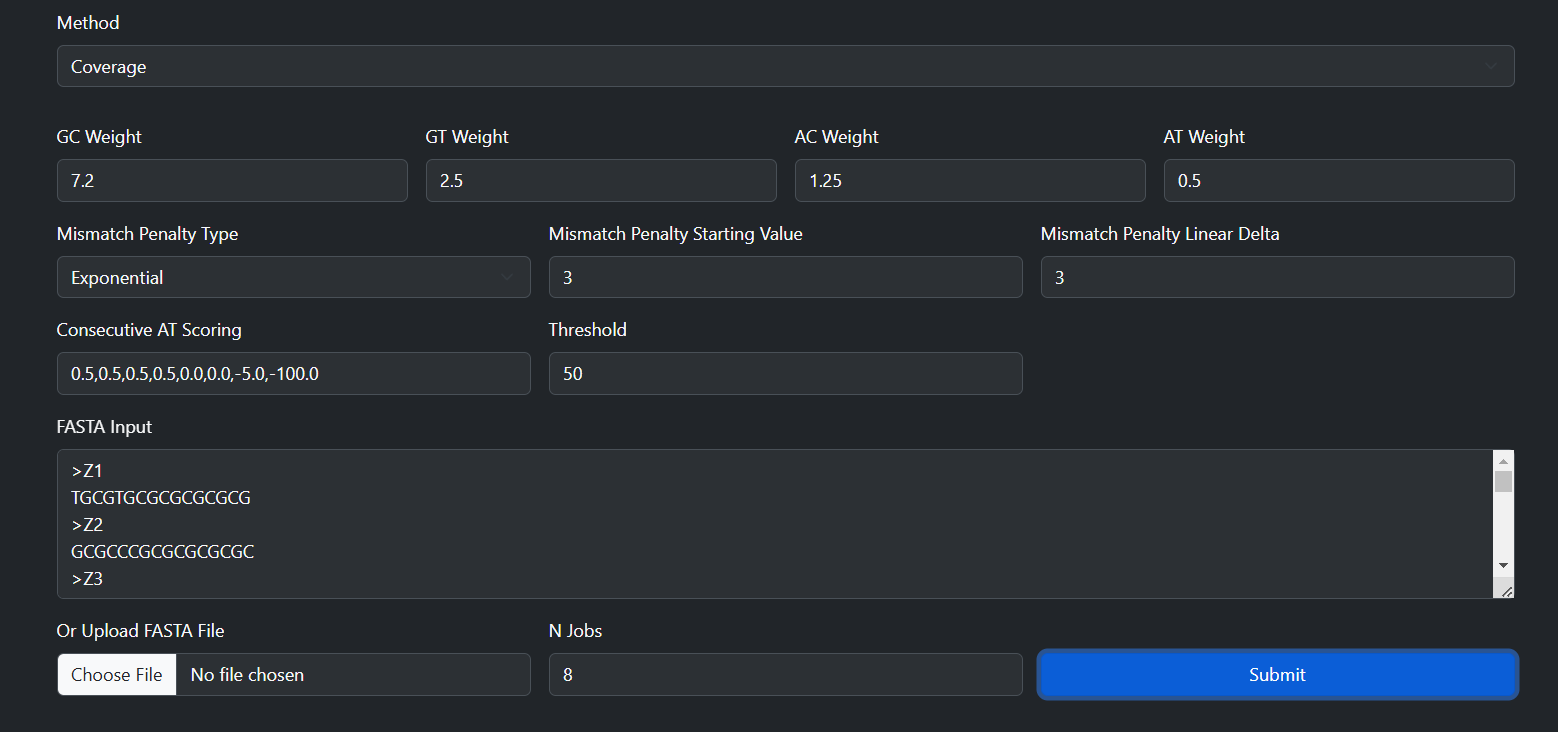 Method
Coverage
GC Weight GT Weight AC Weight AT Weight
7.2 2.5 1.25 0.5
Mismatch Penalty Type Mismatch Penalty Starting Value Mismatch Penalty Linear Delta
Exponential 3 3
Consecutive AT Scoring Threshold
0.5,0.5,0.5,0.5,0.0,0.0,-5.0,-100.0 50
FASTA Input
>Z1
TGCGTGCGCGCGCGCG
>Z2
GCGCCCGCGCGCGCGC
>Z3
Or Upload FASTA File N Jobs
Choose File No file chosen 8 Submit